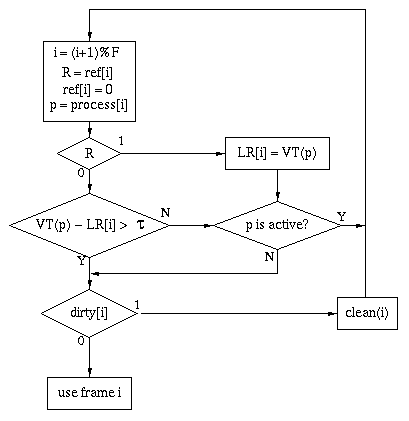 i = (i+1)%F
R = ref[i]
ref[i] = 0
p = process[i]
R
1
0
LR[i] = VT(p)
VT(p) – LR[i] > τ
N
Y
p is active?
Y
N
dirty[i]
1
0
clean(i)
use frame i